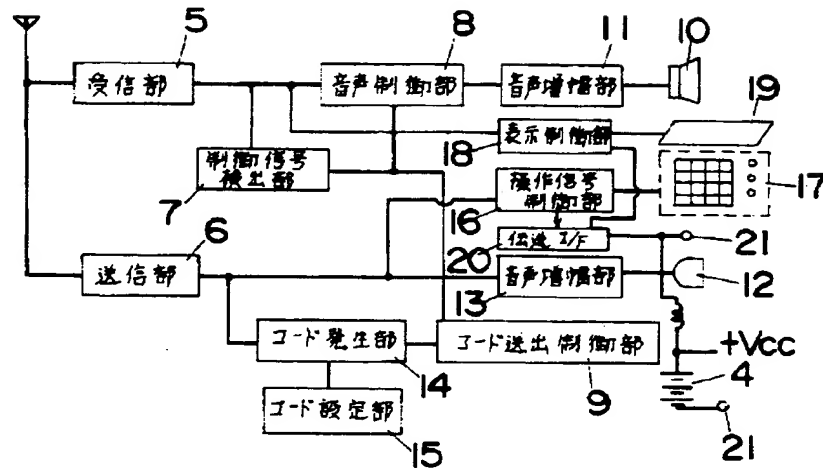 5
8
11
10
受信部
音声制御部
音声増幅部
19
表示制御部
18
制御信号
検出部
7
操作信号
制御部
16
17
6
伝送 I/F
20
21
送信部
音声増幅部
13
12
コード発生部
14
コード送出制御部
9
+Vcc
4
コード設定部
15
21